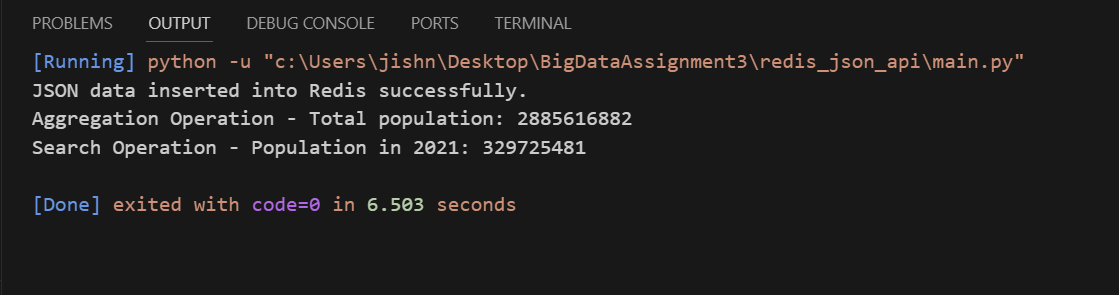 PROBLEMS OUTPUT DEBUG CONSOLE PORTS TERMINAL
[Running] python -u "c:\Users\jishn\Desktop\BigDataAssignment3\redis_json_api\main.py"
JSON data inserted into Redis successfully.
Aggregation Operation - Total population: 2885616882
Search Operation - Population in 2021: 329725481
[Done] exited with code=0 in 6.503 seconds